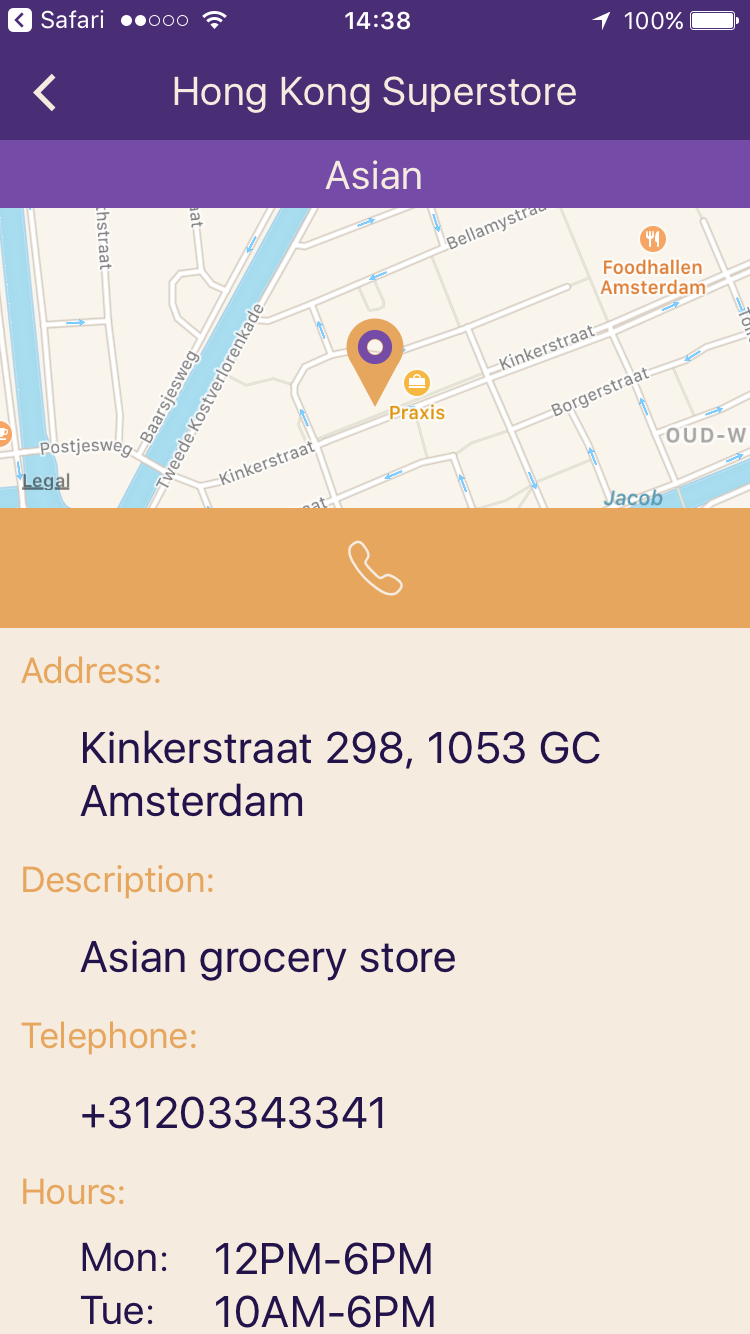 Safari 14:38 100%
Hong Kong Superstore
Asian
Bellamystraa
Foodhallen
Amsterdam
Kinkerstraat
Praxis
Borgerstraat
Baarsjesweg
Tweede Kostverlorenkade
Postjesweg
Kinkerstraat
OUD-W
Legal
Jacob
Address:
Kinkerstraat 298, 1053 GC
Amsterdam
Description:
Asian grocery store
Telephone:
+31203343341
Hours:
Mon: 12PM-6PM
Tue: 10AM-6PM